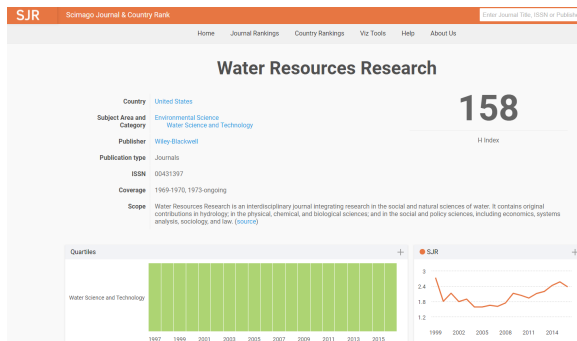 SJR Scimago Journal & Country Rank Enter Journal Title, ISSN or Publisher
Home Journal Rankings Country Rankings Viz Tools Help About Us
Water Resources Research
Country United States
Subject Area and Category Environmental Science
Water Science and Technology
Publisher Wiley-Blackwell
Publication type Journals
ISSN 00431397
Coverage 1969-1970, 1973-ongoing
Scope Water Resources Research is an interdisciplinary journal integrating research in the social and natural sciences of water. It contains original
contributions in hydrology; in the physical, chemical, and biological sciences; and in the social and policy sciences, including economics, systems
analysis, sociology, and law. (source)
158
H Index
Quartiles +
Water Science and Technology
1997 1999 2001 2003 2005 2007 2009 2011 2013 2015
SJR +
3
2.4
1.8
1.2
1999 2002 2005 2008 2011 2014